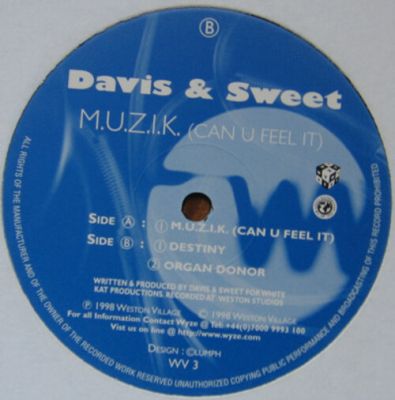 B
Davis & Sweet
M.U.Z.I.K. (CAN U FEEL IT)
SIDE A : 1 M.U.Z.I.K. (CAN U FEEL IT)
SIDE B : 1 DESTINY
2 ORGAN DONOR
WRITTEN & PRODUCED BY DAVIS & SWEET FOR WHITE
KAT PRODUCTIONS. RECORDED AT WESTON STUDIOS
℗ 1998 WESTON VILLAGE © 1998 WESTON VILLAGE
For all Information Contact Wyze @ Tel: +44(0)7000 9993 100
Vist us on line @ http://www.wyze.com
DESIGN : CLUMPH
WV 3
ALL RIGHTS OF THE MANUFACTURER AND OF THE OWNER OF THE RECORDED WORK RESERVED UNAUTHORIZED COPYING PUBLIC PERFORMANCE AND BROADCASTING OF THIS RECORD PROHIBITED